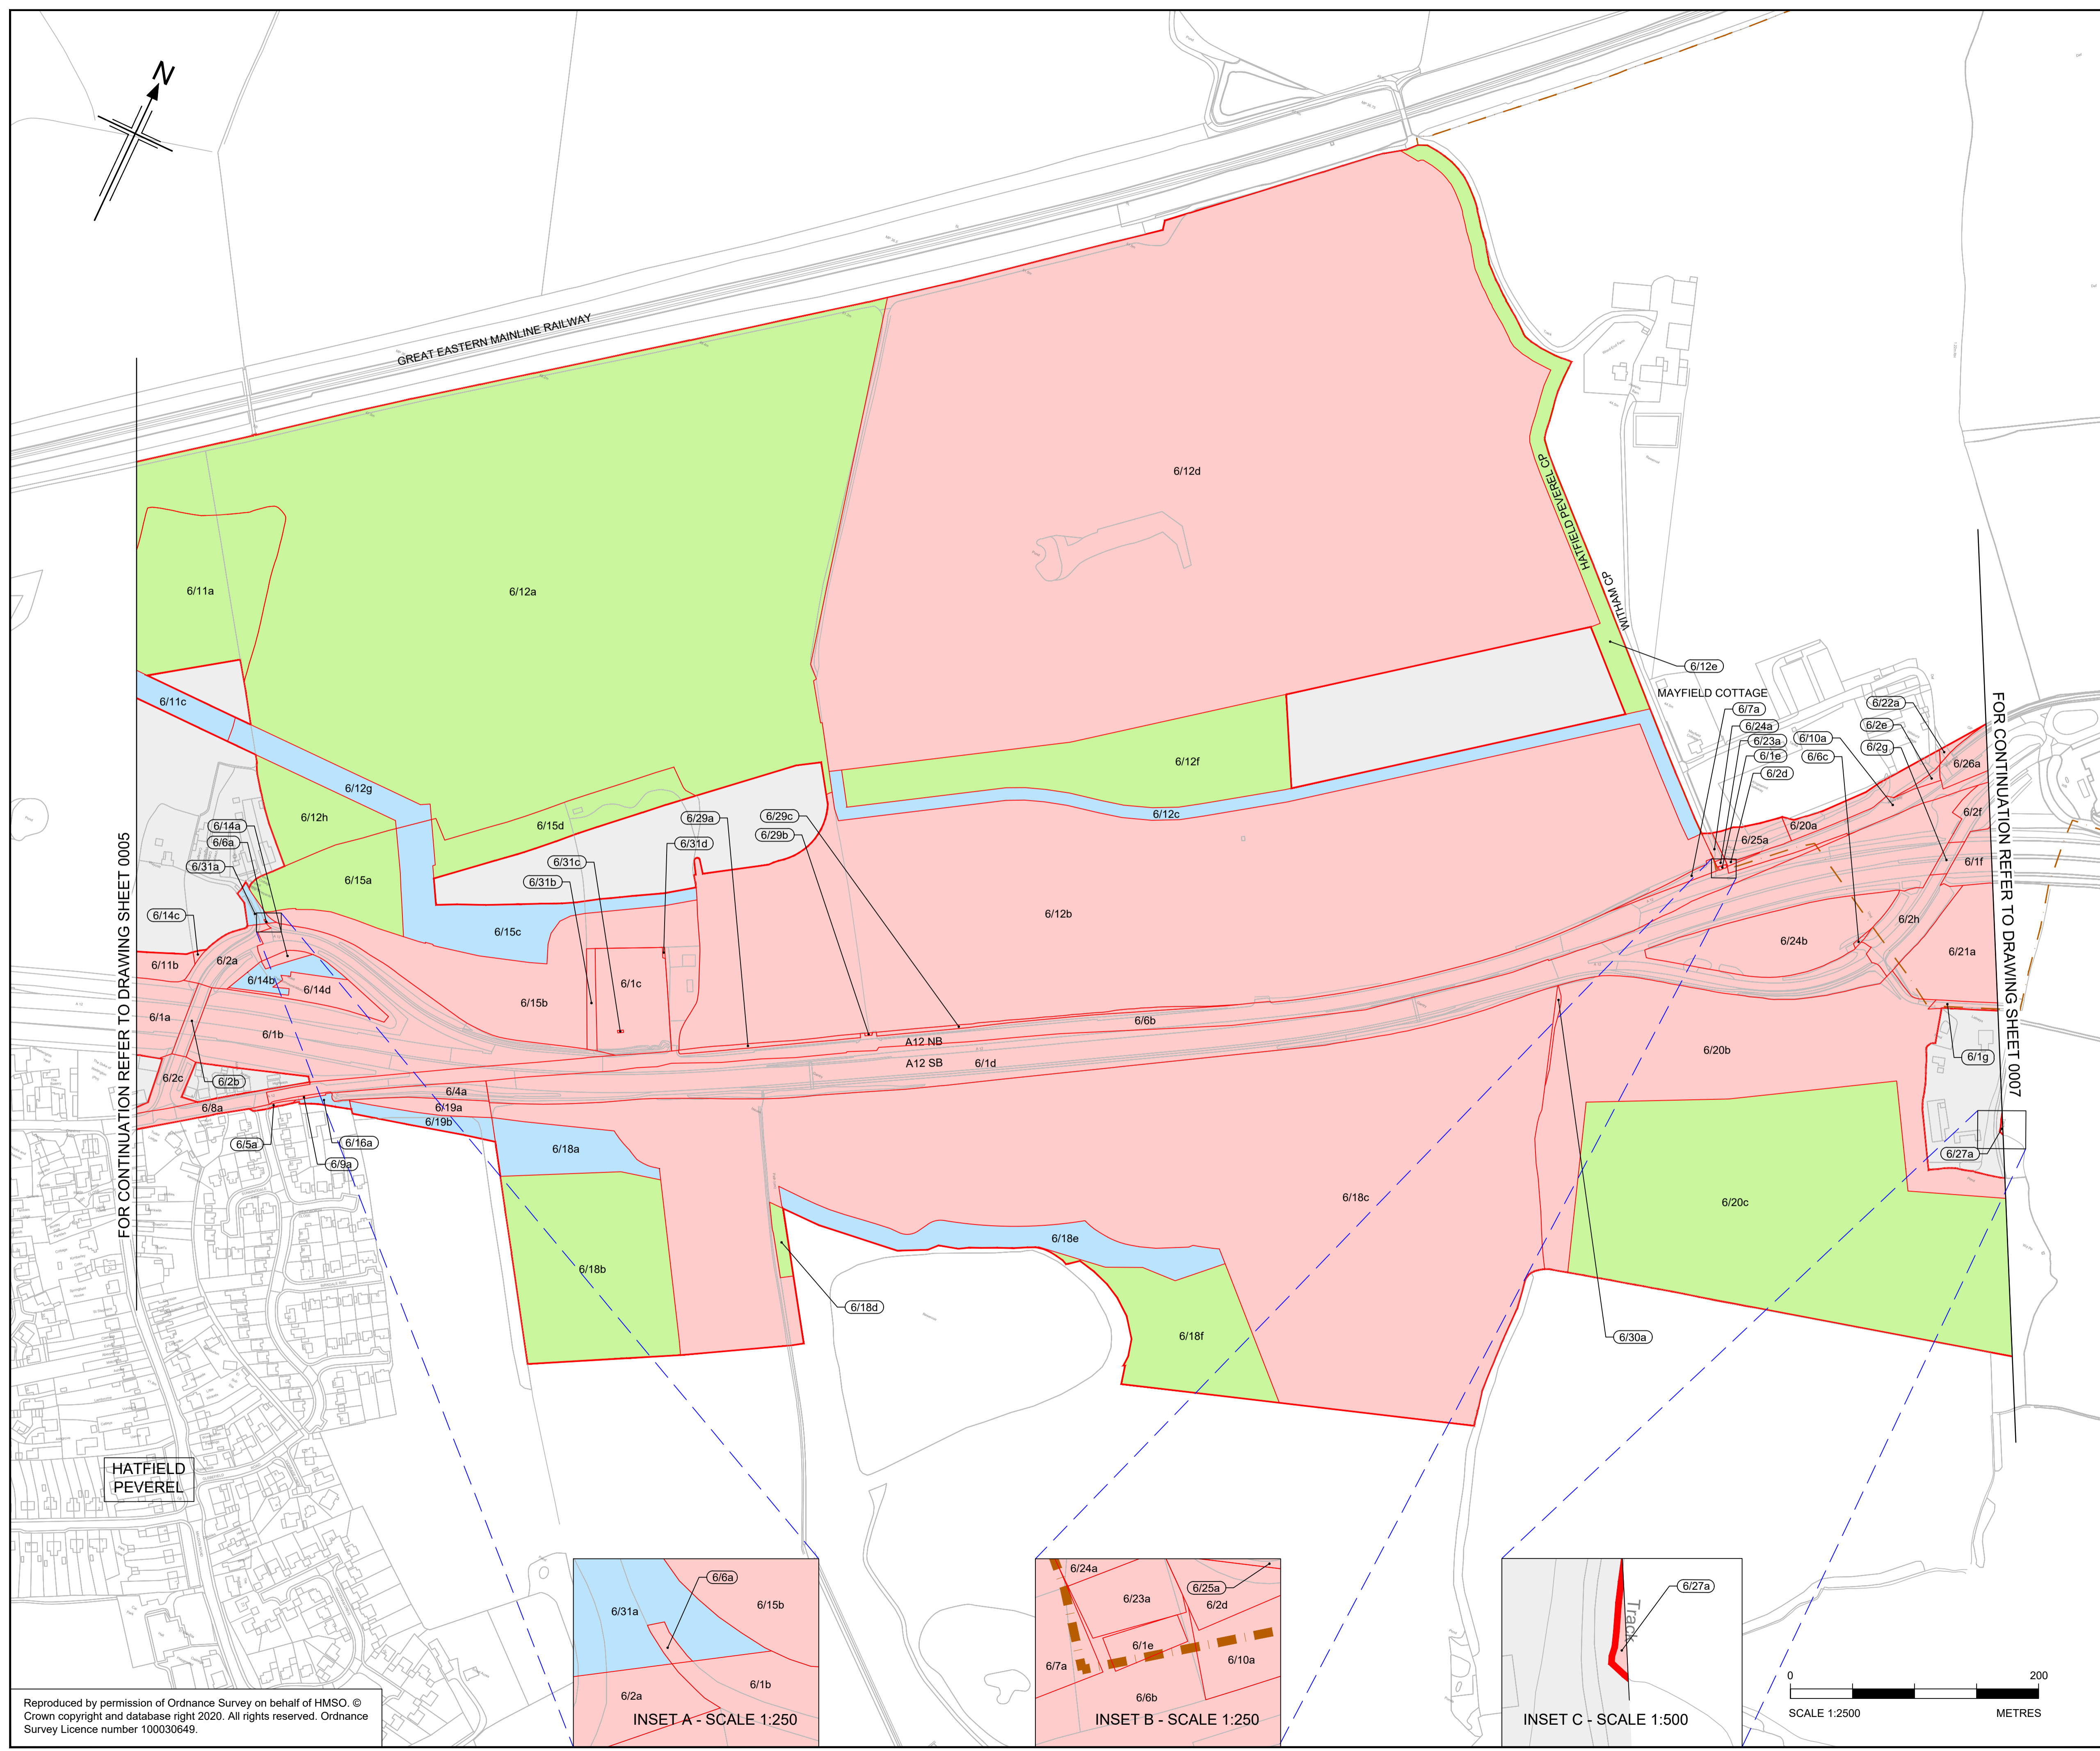 N
GREAT EASTERN MAINLINE RAILWAY
6/12d
HATFIELD PEVEREL CP
WITHAM CP
6/11a
6/12a
6/12e
MAYFIELD COTTAGE
6/7a
6/24a
6/23a
6/1e
6/2d
6/10a
6/6c
6/22a
6/2e
6/2g
6/26a
6/11c
6/12g
6/12f
6/12c
6/12h
6/15d
6/14a
6/6a
6/31a
6/29a
6/29c
6/29b
6/31d
6/31c
6/31b
6/20a
6/25a
6/2f
6/1f
6/15a
6/14c
6/12b
6/15c
6/2h
6/24b
6/21a
6/11b
6/2a
6/14b
6/14d
6/1c
6/15b
6/1a
6/1b
6/6b
A12 NB
A12 SB
6/1d
6/20b
6/1g
6/2c
6/2b
6/4a
6/8a
6/19a
6/19b
6/5a
6/16a
6/9a
6/18a
6/27a
6/18c
6/20c
6/18e
6/18b
6/18d
6/18f
6/30a
FOR CONTINUATION REFER TO DRAWING SHEET 0005
FOR CONTINUATION REFER TO DRAWING SHEET 0007
HATFIELD
PEVEREL
6/6a
6/31a
6/15b
6/2a
6/1b
INSET A - SCALE 1:250
6/24a
6/25a
6/23a
6/2d
6/1e
6/7a
6/10a
6/6b
INSET B - SCALE 1:250
6/27a
Track
INSET C - SCALE 1:500
0 200
SCALE 1:2500 METRES
Reproduced by permission of Ordnance Survey on behalf of HMSO. ©
Crown copyright and database right 2020. All rights reserved. Ordnance
Survey Licence number 100030649.